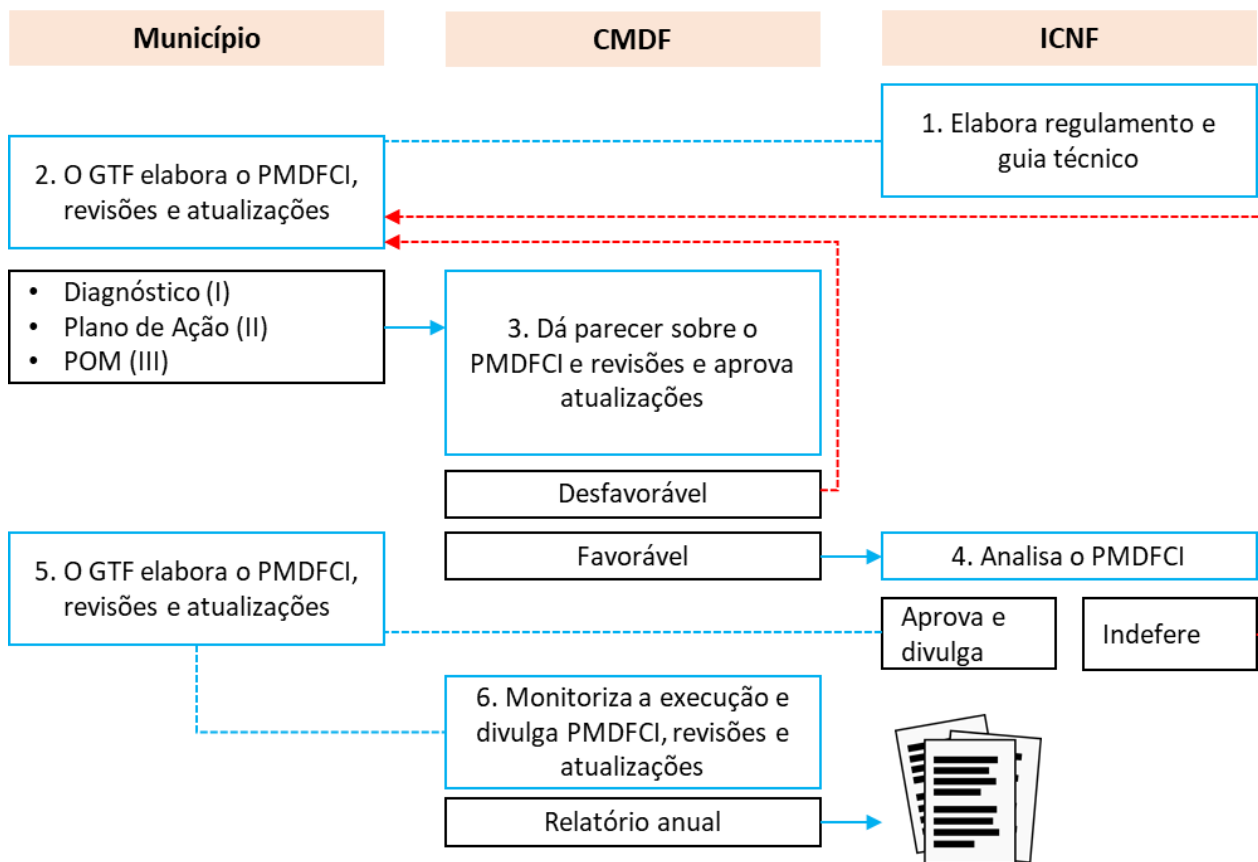 Município
CMDF
ICNF
1. Elabora regulamento e
guia técnico
2. O GTF elabora o PMDFCI,
revisões e atualizações
• Diagnóstico (I)
• Plano de Ação (II)
• POM (III)
3. Dá parecer sobre o
PMDFCI e revisões e aprova
atualizações
Desfavorável
Favorável
4. Analisa o PMDFCI
5. O GTF elabora o PMDFCI,
revisões e atualizações
Aprova e
divulga
Indefere
6. Monitoriza a execução e
divulga PMDFCI, revisões e
atualizações
Relatório anual